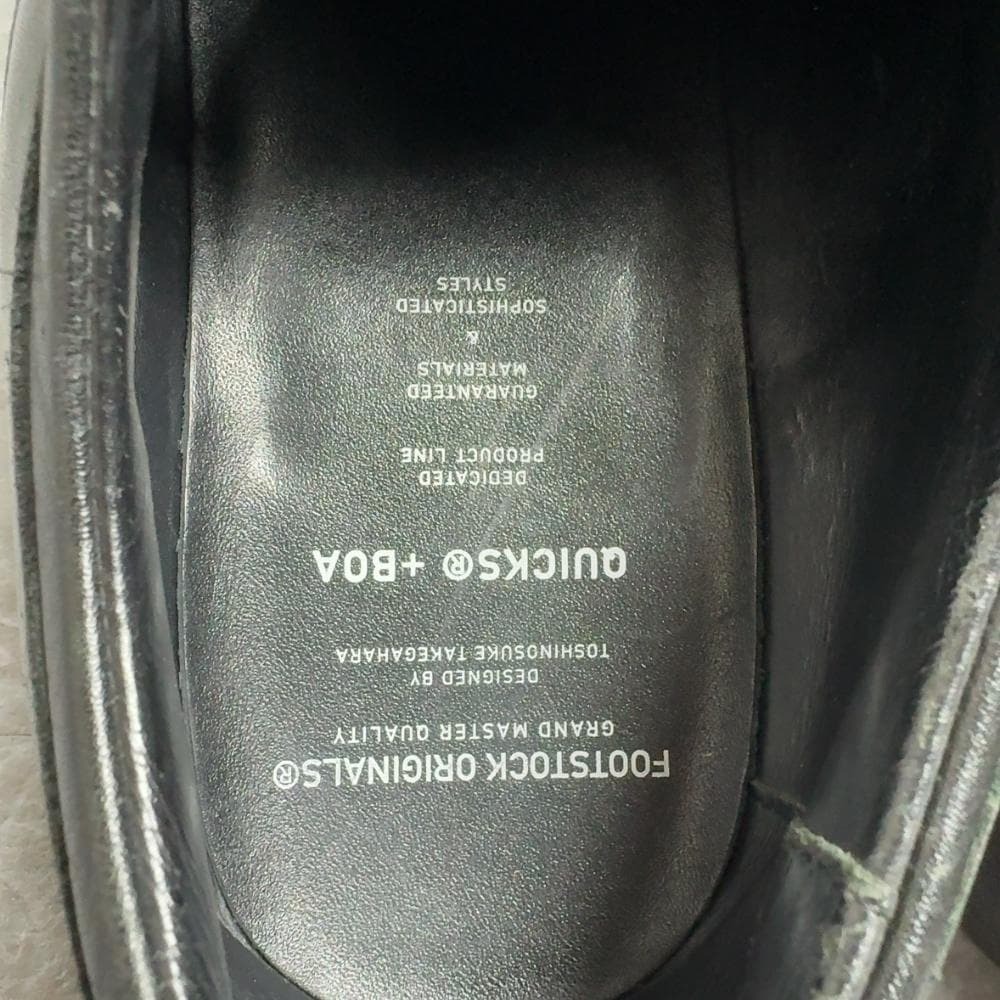 FOOTSTOCK ORIGINALS®
GRAND MASTER QUALITY
DESIGNED BY
TOSHINOSUKE TAKEGAHARA
QUICKS® +BOA
DEDICATED
PRODUCT LINE
GUARANTEED
MATERIALS
&
SOPHISTICATED
STYLES